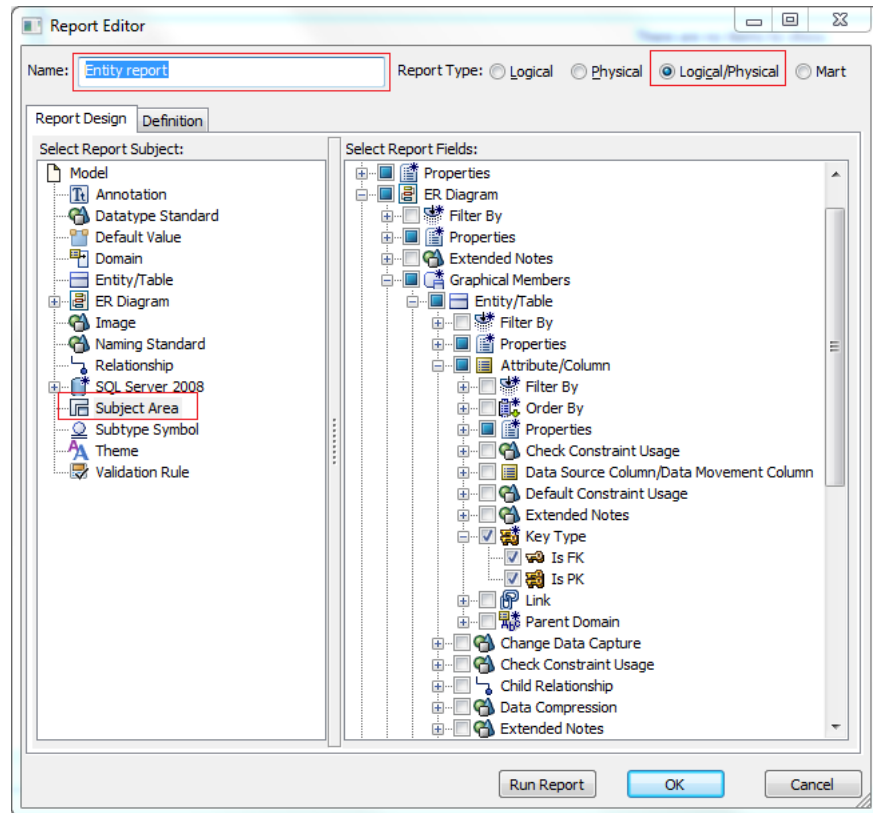 Report Editor
Name: Entity report Report Type: Logical Physical Logical/Physical Mart
Report Design Definition
Select Report Subject:
Model
Annotation
Datatype Standard
Default Value
Domain
Entity/Table
ER Diagram
Image
Naming Standard
Relationship
SQL Server 2008
Subject Area
Subtype Symbol
Theme
Validation Rule
Select Report Fields:
Properties
ER Diagram
Filter By
Properties
Extended Notes
Graphical Members
Entity/Table
Filter By
Properties
Attribute/Column
Filter By
Order By
Properties
Check Constraint Usage
Data Source Column/Data Movement Column
Default Constraint Usage
Extended Notes
Key Type
Is FK
Is PK
Link
Parent Domain
Change Data Capture
Check Constraint Usage
Child Relationship
Data Compression
Extended Notes
Run Report OK Cancel